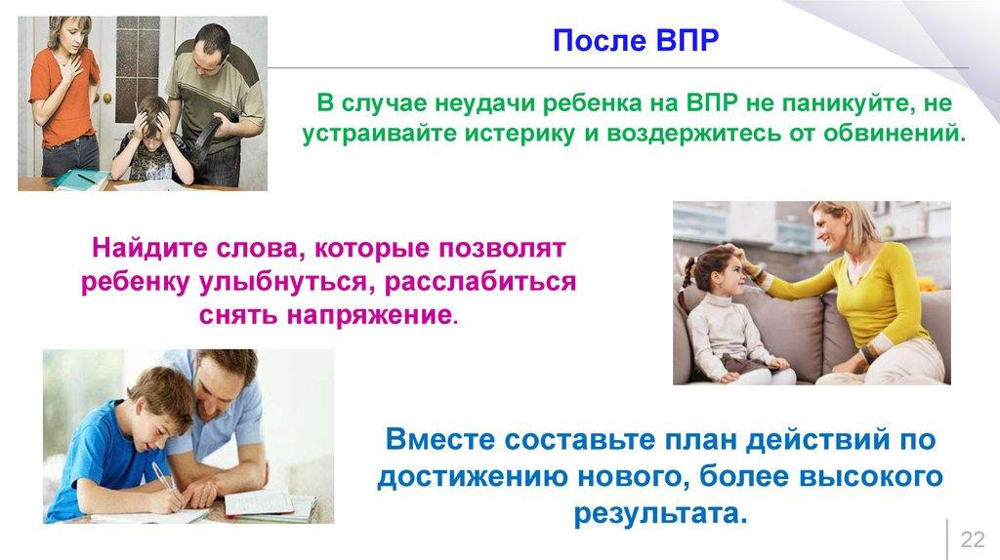 После ВПР
В случае неудачи ребенка на ВПР не паникуйте, не
устраивайте истерику и воздержитесь от обвинений.
Найдите слова, которые позволят
ребенку улыбнуться, расслабиться
снять напряжение.
Вместе составьте план действий по
достижению нового, более высокого
результата.
22